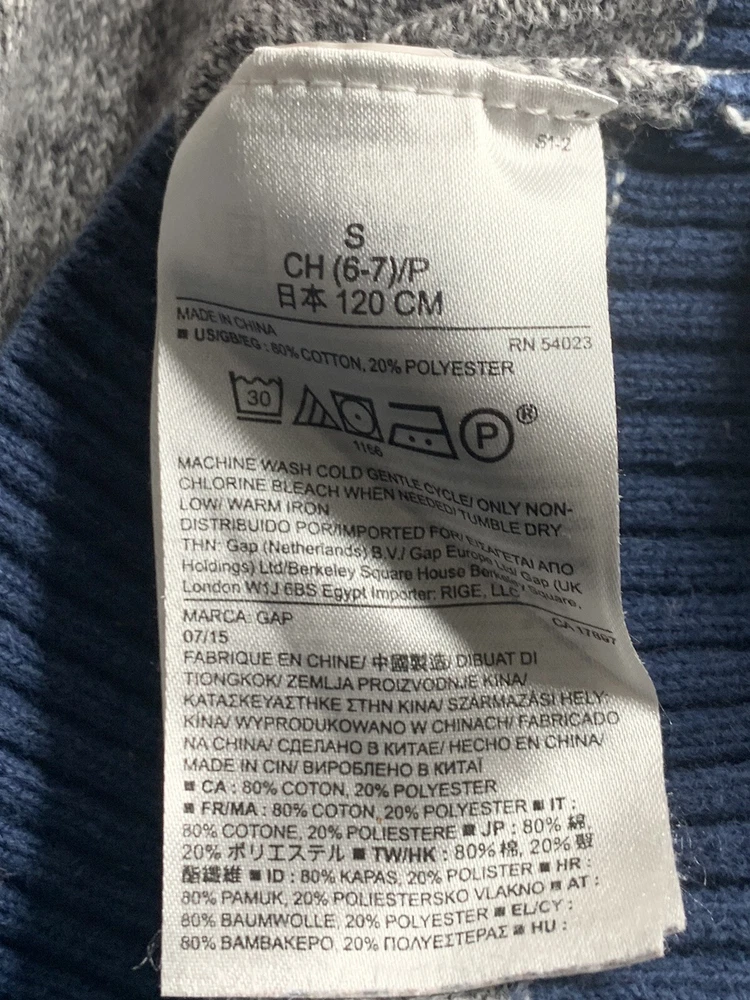 S1-2
S
CH (6-7)/P
日本 120 CM
MADE IN CHINA
RN 54023
■ US/GB/EG : 80% COTTON, 20% POLYESTER
30
P
®
1166
MACHINE WASH COLD GENTLE CYCLE/ ONLY NON-
CHLORINE BLEACH WHEN NEEDED/ TUMBLE DRY
LOW/ WARM IRON
DISTRIBUIDO POR/IMPORTED FOR/ ΕΙΣΑΓΕΤΑΙ ΑΠΟ
ΤΗΝ: Gap (Netherlands) B.V./ Gap Europe Ltd/ Gap (UK
Holdings) Ltd/Berkeley Square House Berkeley Square,
London W1J 6BS Egypt Importer: RIGE, LLC
CA 17897
MARCA: GAP
07/15
FABRIQUE EN CHINE/ 中國製造/ DIBUAT DI
TIONGKOK/ ZEMLJA PROIZVODNJE KINA/
ΚΑΤΑΣΚΕΥΑΣΤΗΚΕ ΣΤΗΝ ΚΙΝΑ/ SZÁRMAZÁSI HELY:
KÍNA/ WYPRODUKOWANO W CHINACH/ FABRICADO
NA CHINA/ СДЕЛАНО В КИТАЕ/ HECHO EN CHINA/
MADE IN CIN/ ВИРОБЛЕНО В КИТАЇ
■ CA : 80% COTON, 20% POLYESTER
■ FR/MA : 80% COTON, 20% POLYESTER ■ IT :
80% COTONE, 20% POLIESTERE ■ JP : 80% 綿,
20% ポリエステル ■ TW/HK : 80% 棉, 20% 聚
酯纖維 ■ ID : 80% KAPAS, 20% POLISTER ■ HR :
80% PAMUK, 20% POLIESTERSKO VLAKNO ■ AT :
80% BAUMWOLLE, 20% POLYESTER ■ EL/CY :
80% ΒΑΜΒΑΚΕΡΟ, 20% ΠΟΛΥΕΣΤΕΡΑΣ ■ HU :